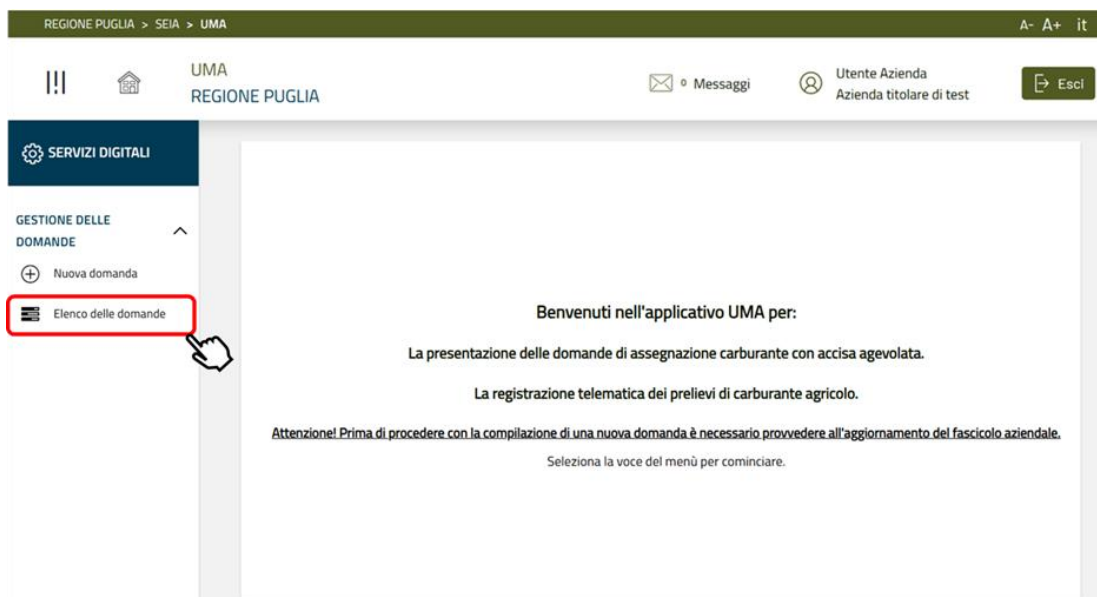 REGIONE PUGLIA > SEIA > UMA
A- A+ it
UMA
REGIONE PUGLIA
0 Messaggi
Utente Azienda
Azienda titolare di test
Esci
SERVIZI DIGITALI
GESTIONE DELLE
DOMANDE
Nuova domanda
Elenco delle domande
Benvenuti nell'applicativo UMA per:
La presentazione delle domande di assegnazione carburante con accisa agevolata.
La registrazione telematica dei prelievi di carburante agricolo.
Attenzione! Prima di procedere con la compilazione di una nuova domanda è necessario provvedere all'aggiornamento del fascicolo aziendale.
Seleziona la voce del menù per cominciare.